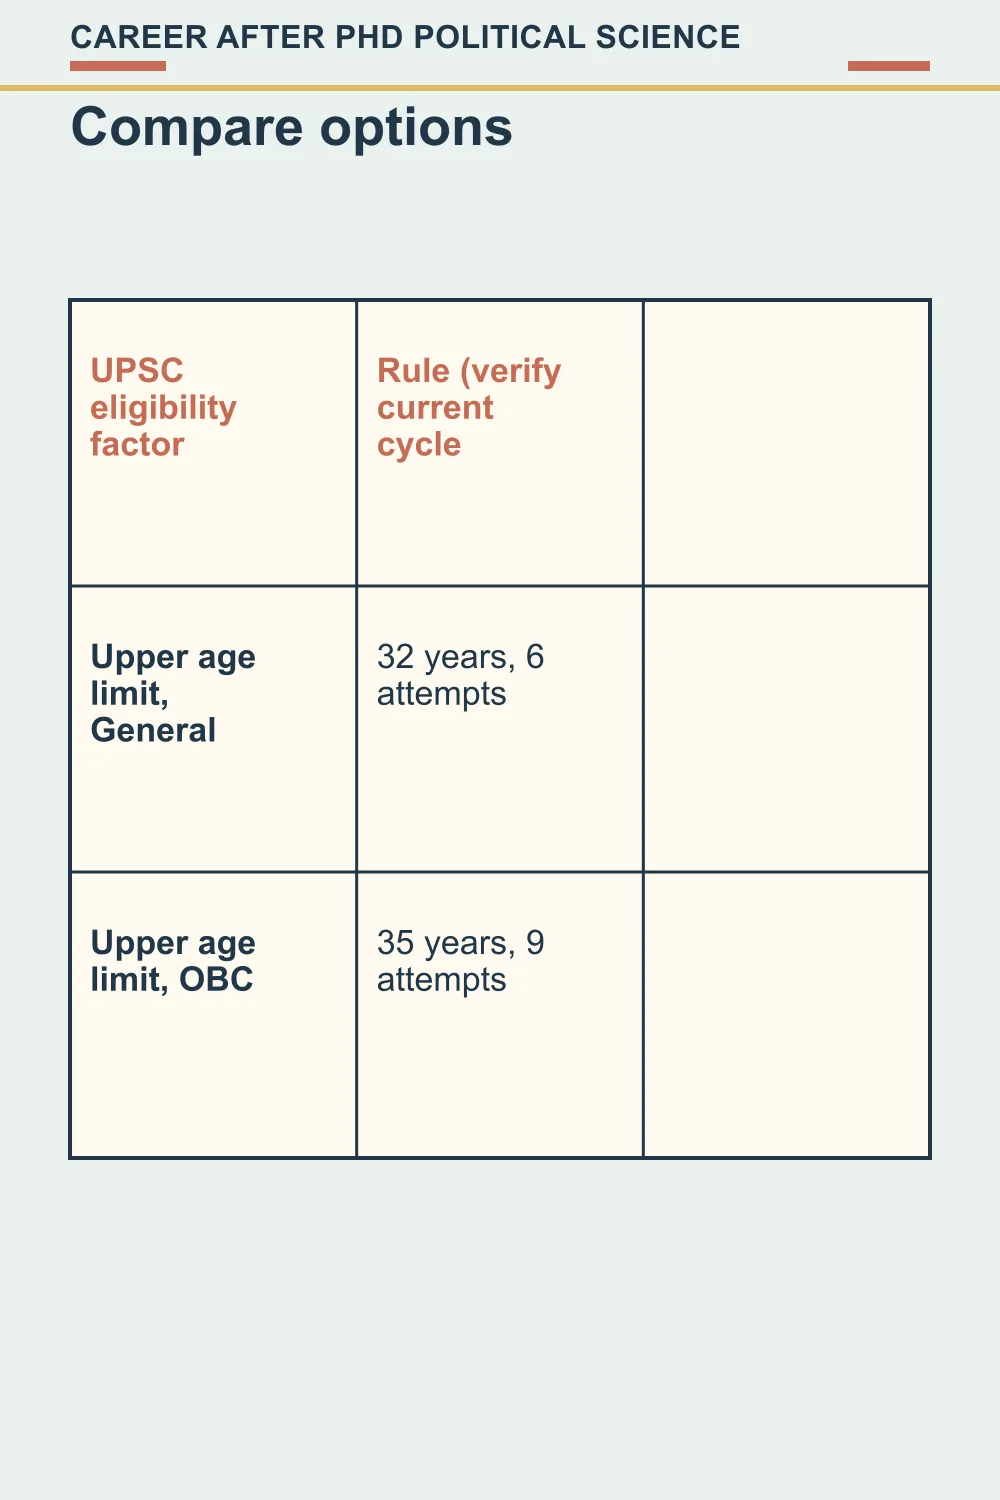 CAREER AFTER PHD POLITICAL SCIENCE
Compare options
UPSC
eligibility
factor
Rule (verify
current
cycle
Upper age
limit,
General
32 years, 6
attempts
Upper age
limit, OBC
35 years, 9
attempts